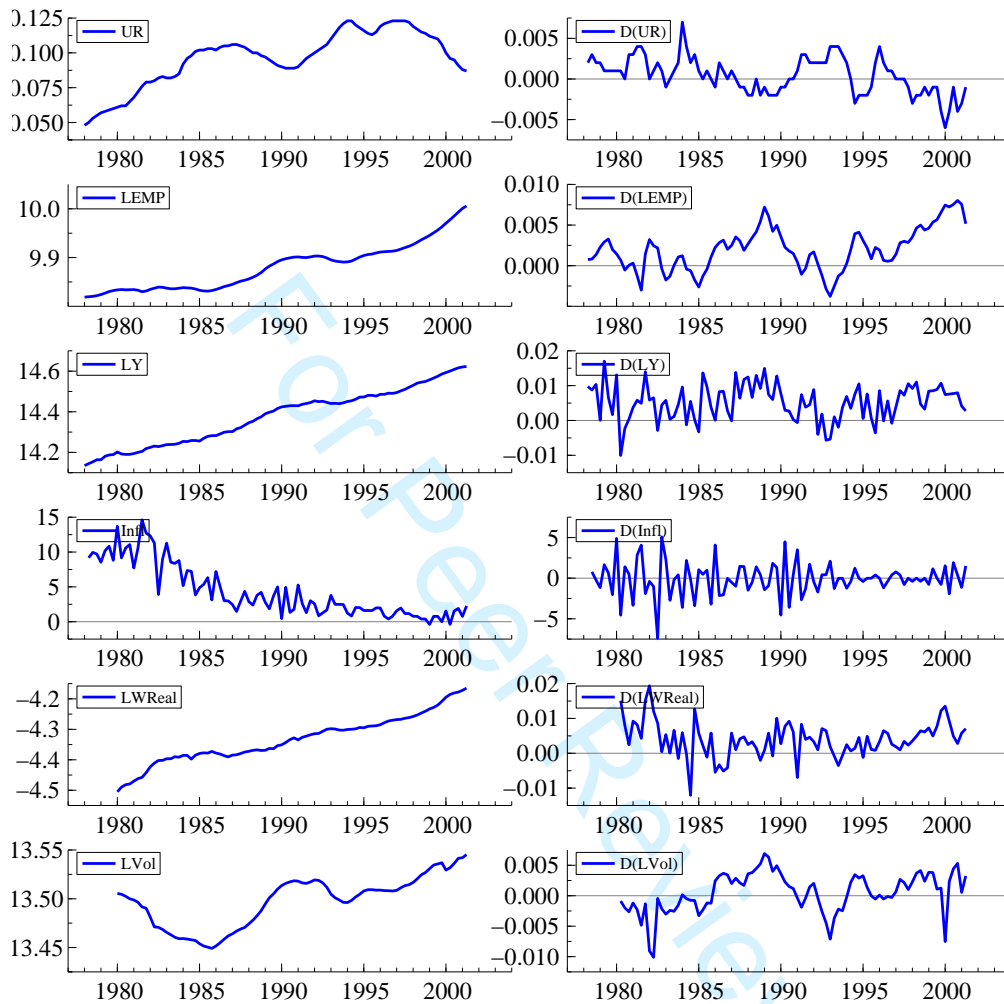 0.125
0.100
0.075
0.050
UR
1980 1985 1990 1995 2000
0.005
0.000
−0.005
D(UR)
1980 1985 1990 1995 2000
10.0
9.9
LEMP
1980 1985 1990 1995 2000
0.010
0.005
0.000
D(LEMP)
1980 1985 1990 1995 2000
14.6
14.4
14.2
LY
1980 1985 1990 1995 2000
0.02
0.01
0.00
−0.01
D(LY)
1980 1985 1990 1995 2000
15
10
5
0
Infl
1980 1985 1990 1995 2000
5
0
−5
D(Infl)
1980 1985 1990 1995 2000
−4.2
−4.3
−4.4
−4.5
LWReal
1980 1985 1990 1995 2000
0.02
0.01
0.00
−0.01
D(LWReal)
1980 1985 1990 1995 2000
13.55
13.50
13.45
LVol
1980 1985 1990 1995 2000
0.005
0.000
−0.005
−0.010
D(LVol)
1980 1985 1990 1995 2000
For Peer Review